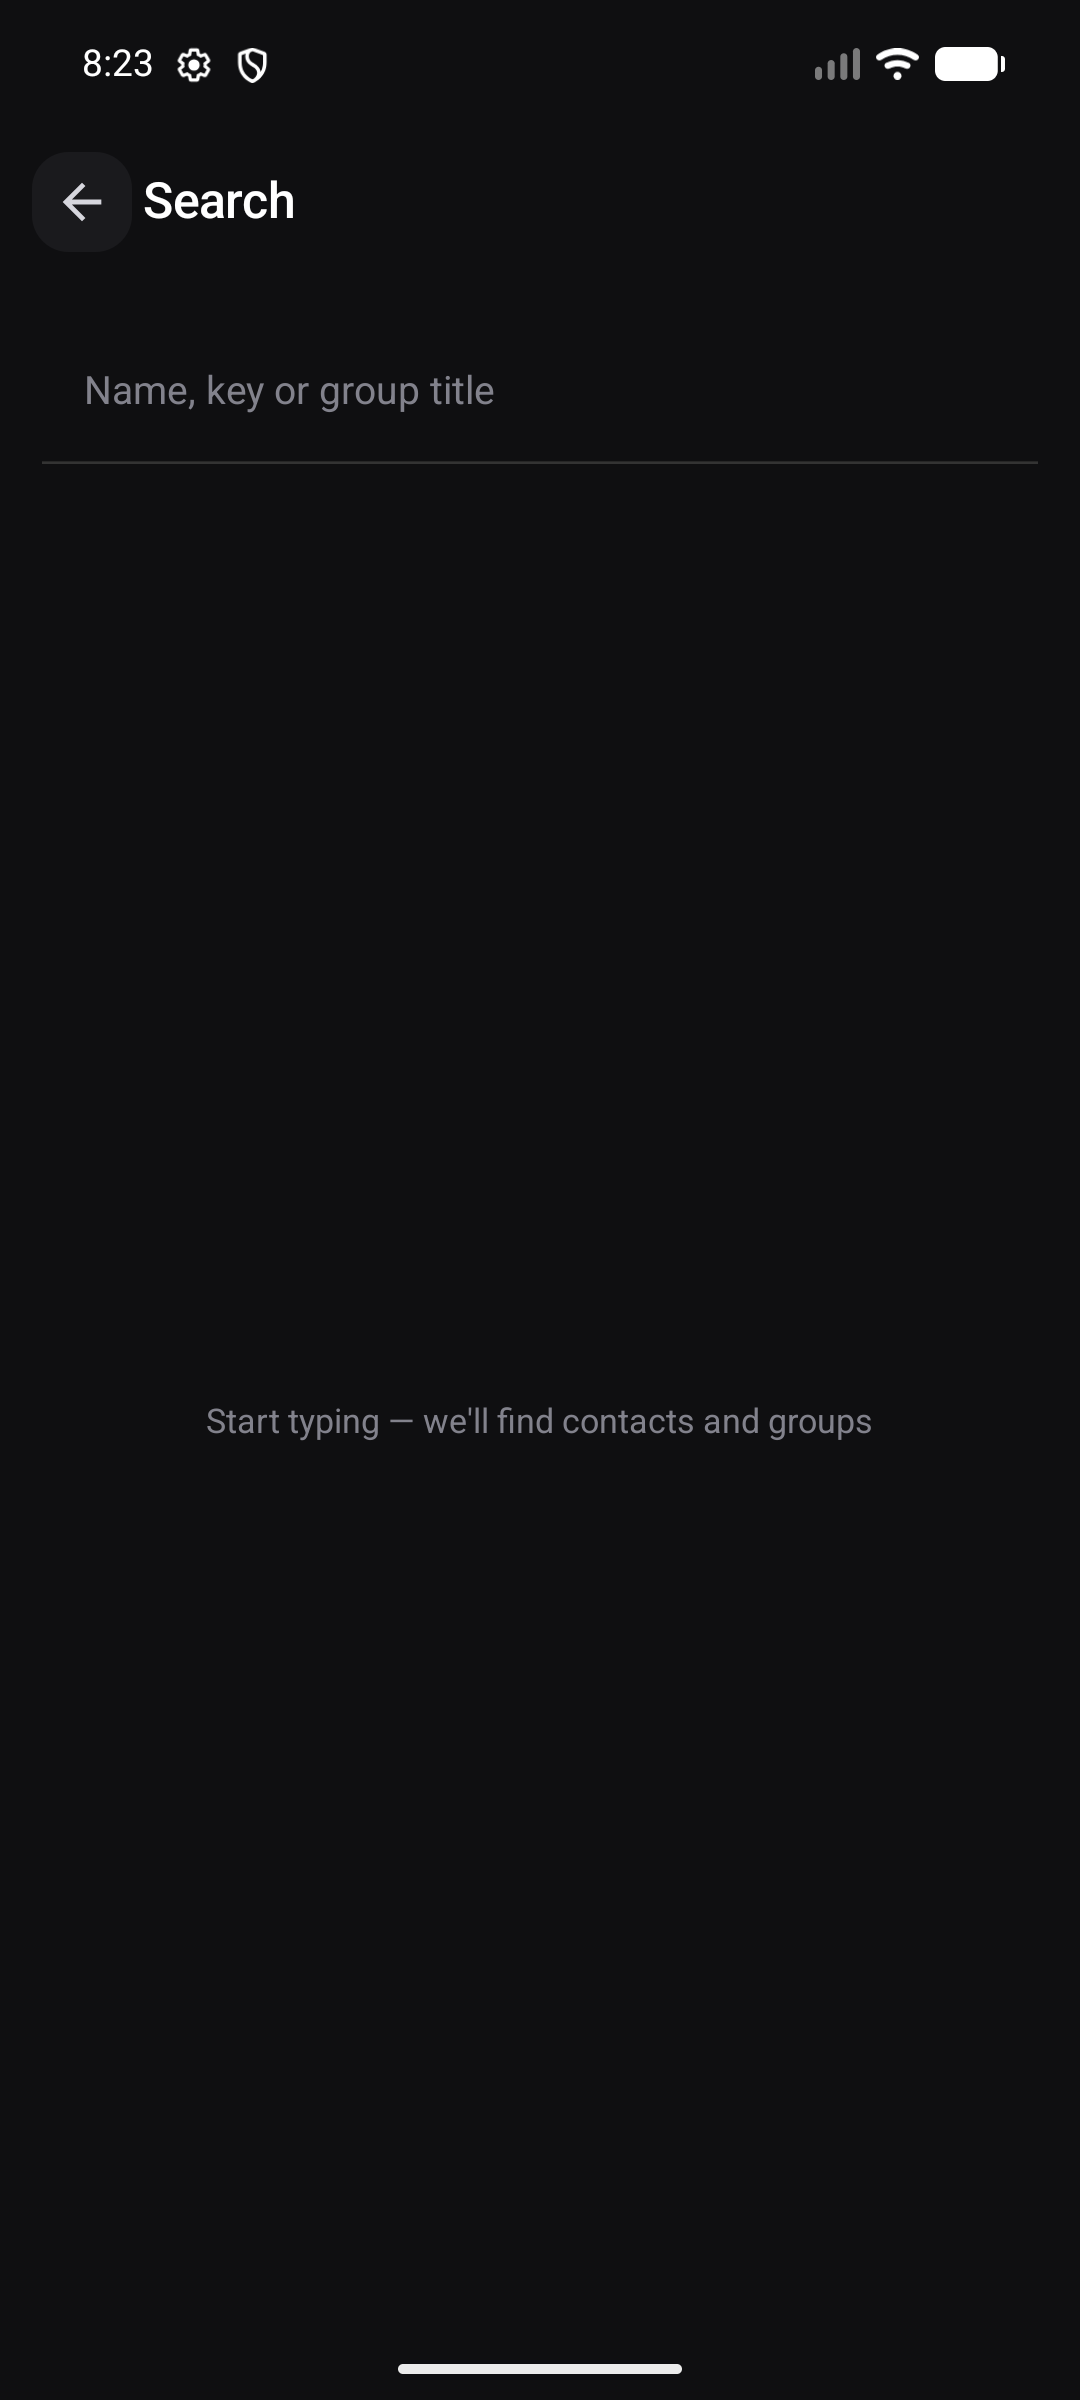 8:23
Search
Name, key or group title
Start typing — we'll find contacts and groups